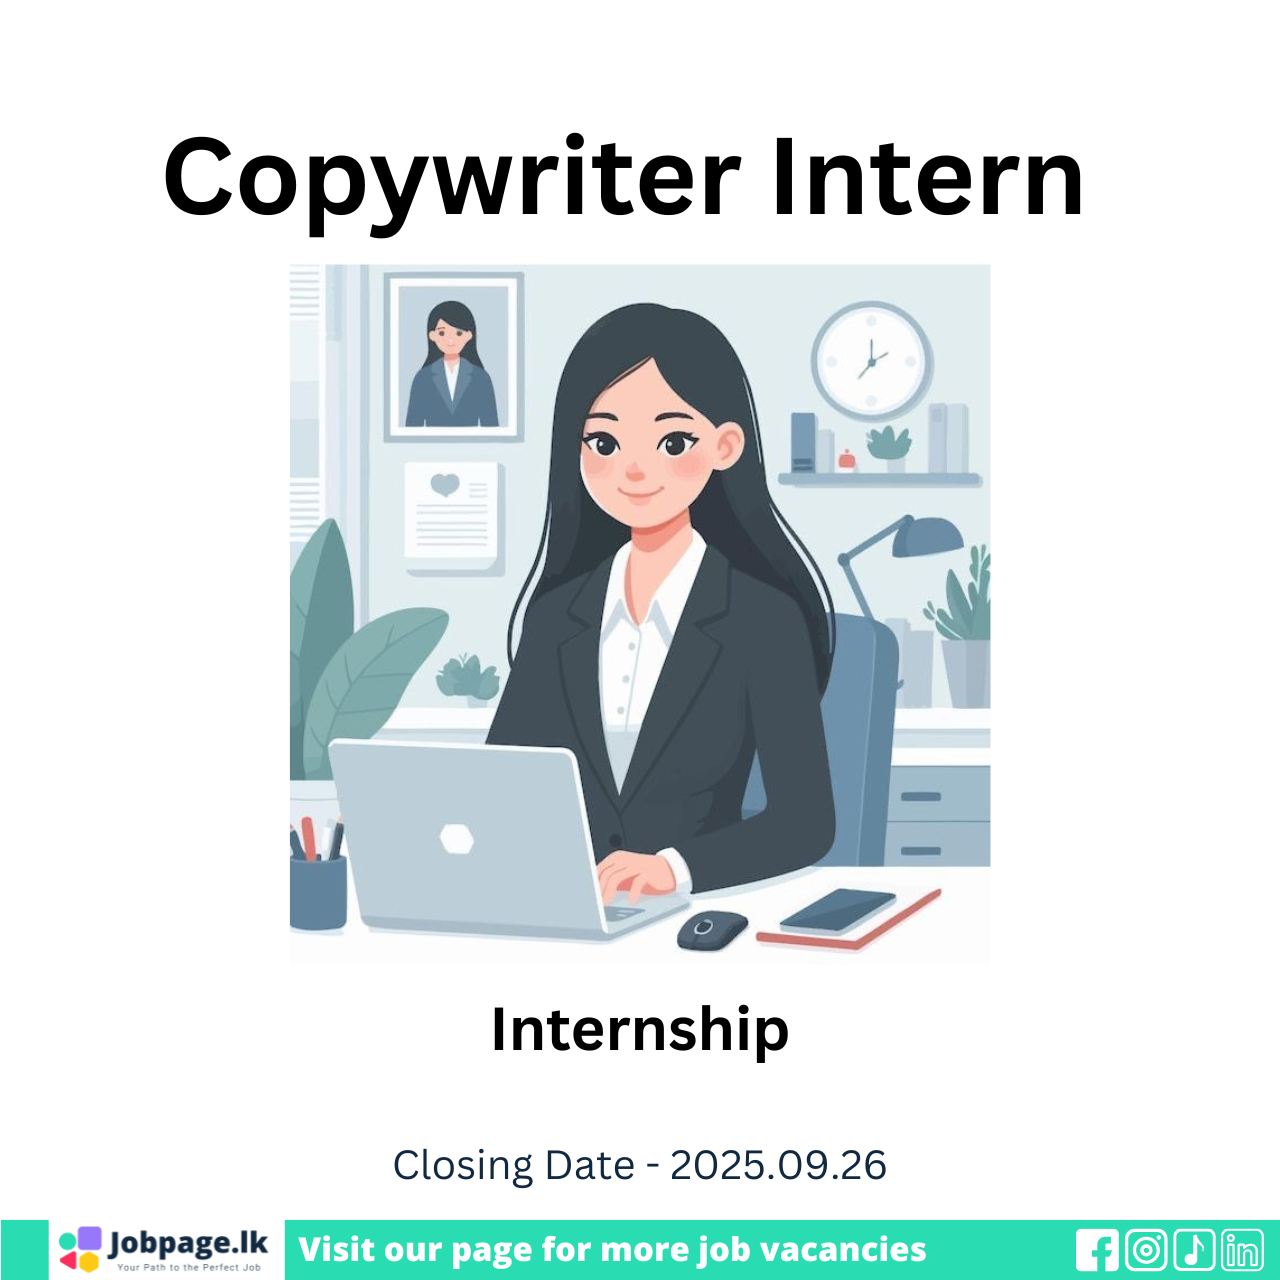 Copywriter Intern
Internship
Closing Date - 2025.09.26
Jobpage.lk
Your Path to the Perfect Job
Visit our page for more job vacancies